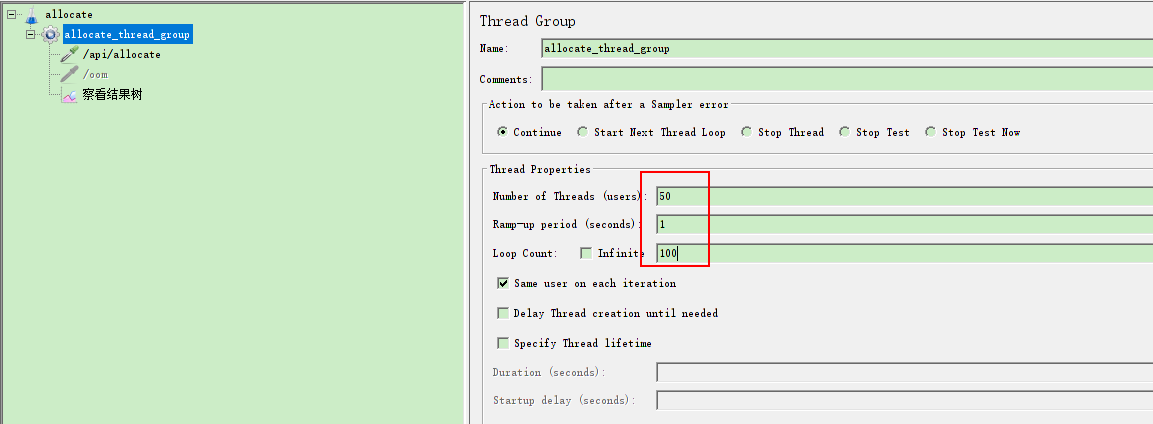 allocate
allocate_thread_group
/api/allocate
/oom
察看结果树
Thread Group
Name: allocate_thread_group
Comments:
Action to be taken after a Sampler error
Continue Start Next Thread Loop Stop Thread Stop Test Stop Test Now
Thread Properties
Number of Threads (users): 50
Ramp-up period (seconds): 1
Loop Count: Infinite 100
Same user on each iteration
Delay Thread creation until needed
Specify Thread lifetime
Duration (seconds):
Startup delay (seconds):